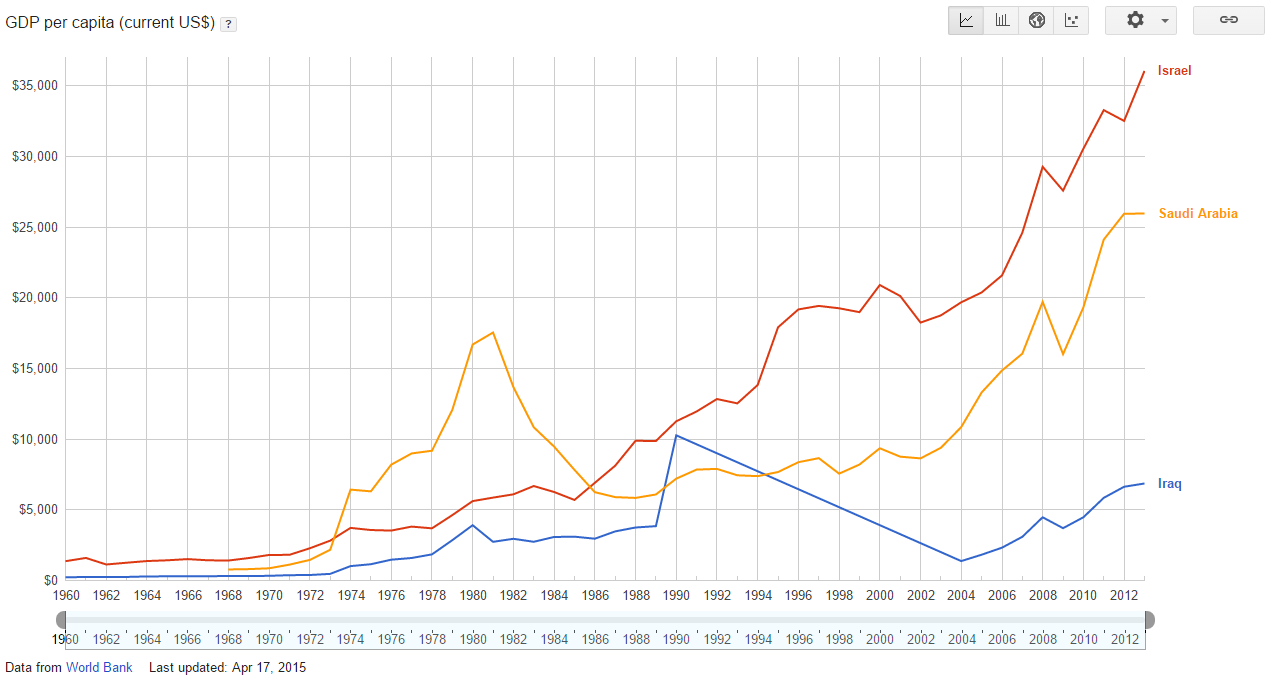 GDP per capita (current US$) ?
Israel
$35,000
$30,000
$25,000
Saudi Arabia
$20,000
$15,000
$10,000
Iraq
$5,000
$0
1960 1962 1964 1966 1968 1970 1972 1974 1976 1978 1980 1982 1984 1986 1988 1990 1992 1994 1996 1998 2000 2002 2004 2006 2008 2010 2012
1960 1962 1964 1966 1968 1970 1972 1974 1976 1978 1980 1982 1984 1986 1988 1990 1992 1994 1996 1998 2000 2002 2004 2006 2008 2010 2012
Data from World Bank Last updated: Apr 17, 2015